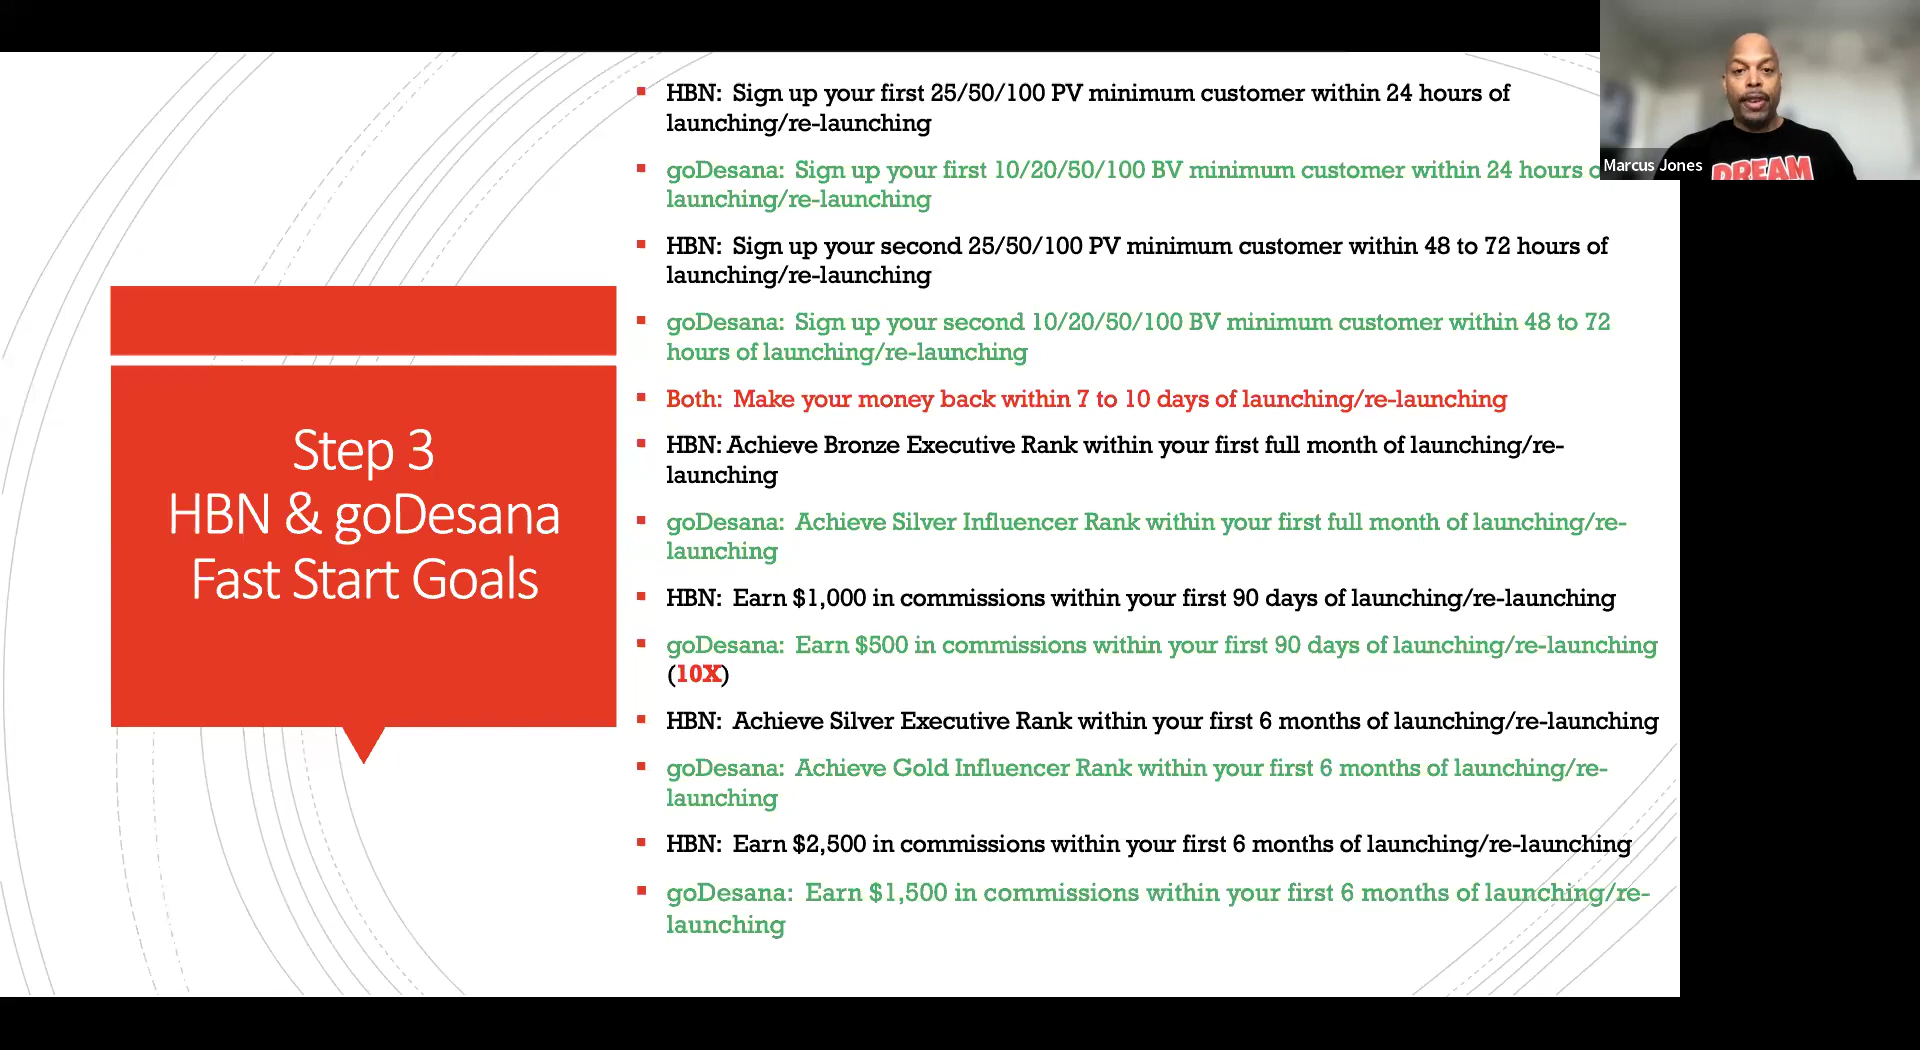 Step 3
HBN & goDesana
Fast Start Goals
HBN: Sign up your first 25/50/100 PV minimum customer within 24 hours of
launching/re-launching
goDesana: Sign up your first 10/20/50/100 BV minimum customer within 24 hours
launching/re-launching
HBN: Sign up your second 25/50/100 PV minimum customer within 48 to 72 hours of
launching/re-launching
goDesana: Sign up your second 10/20/50/100 BV minimum customer within 48 to 72
hours of launching/re-launching
Both: Make your money back within 7 to 10 days of launching/re-launching
HBN: Achieve Bronze Executive Rank within your first full month of launching/re-
launching
goDesana: Achieve Silver Influencer Rank within your first full month of launching/re-
launching
HBN: Earn $1,000 in commissions within your first 90 days of launching/re-launching
goDesana: Earn $500 in commissions within your first 90 days of launching/re-launching
(10X)
HBN: Achieve Silver Executive Rank within your first 6 months of launching/re-launching
goDesana: Achieve Gold Influencer Rank within your first 6 months of launching/re-
launching
HBN: Earn $2,500 in commissions within your first 6 months of launching/re-launching
goDesana: Earn $1,500 in commissions within your first 6 months of launching/re-
launching
Marcus Jones
DREAM